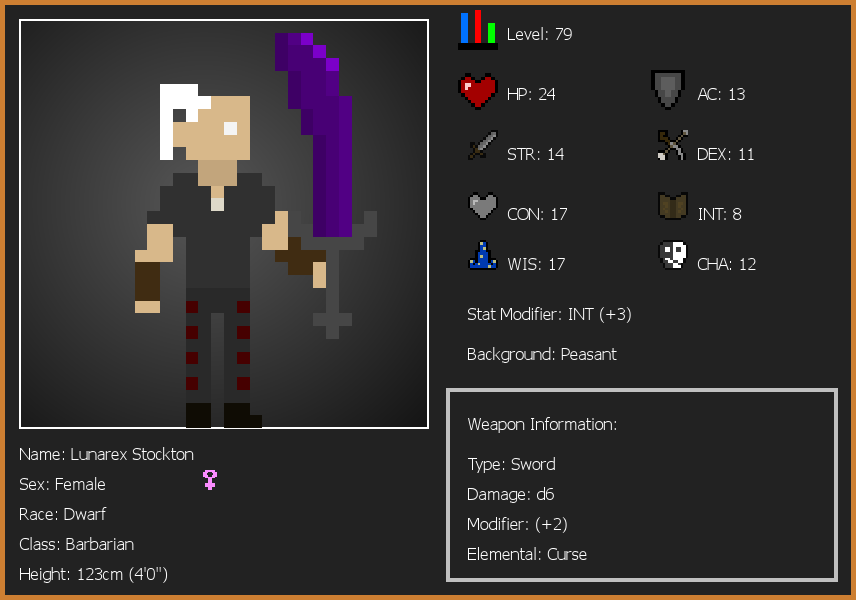 Level: 79
HP: 24
AC: 13
STR: 14
DEX: 11
CON: 17
INT: 8
WIS: 17
CHA: 12
Stat Modifier: INT (+3)
Background: Peasant
Weapon Information:
Type: Sword
Damage: d6
Modifier: (+2)
Elemental: Curse
Name: Lunarex Stockton
Sex: Female
Race: Dwarf
Class: Barbarian
Height: 123cm (4'0")